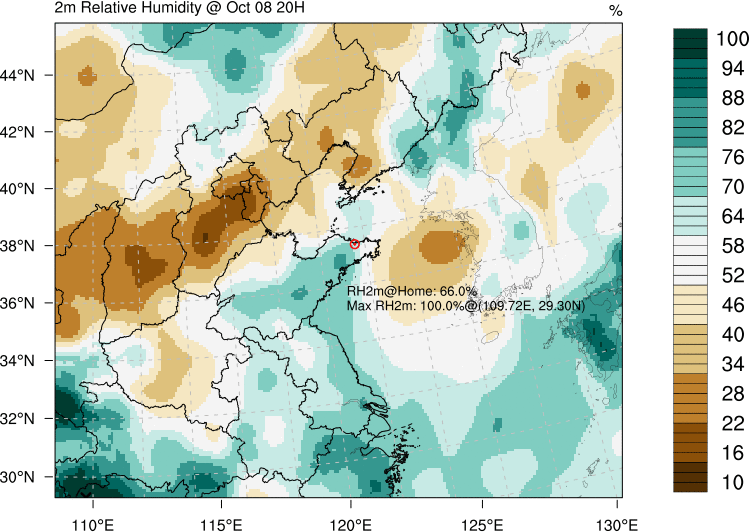 2m Relative Humidity @ Oct 08 20H
%
44°N
42°N
40°N
38°N
36°N
34°N
32°N
30°N
110°E
115°E
120°E
125°E
130°E
RH2m@Home: 66.0%
Max RH2m: 100.0%@(109.72E, 29.30N)
100
94
88
82
76
70
64
58
52
46
40
34
28
22
16
10